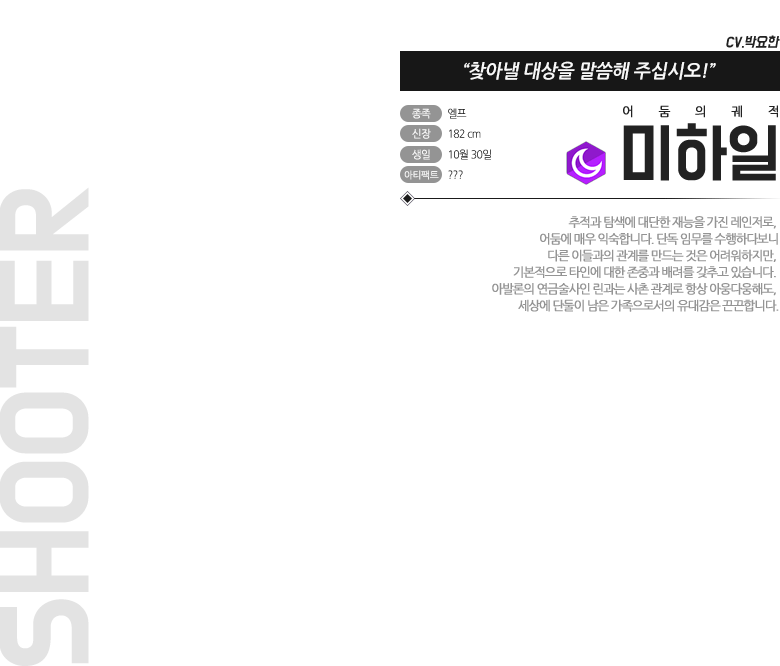 CV.박요한
“찾아낼 대상을 말씀해 주십시오!”
종족 엘프
신장 182 cm
생일 10월 30일
아티팩트 ???
어둠의 궤적
미하일
추적과 탐색에 대단한 재능을 가진 레인저로,
어둠에 매우 익숙합니다. 단독 임무를 수행하다보니
다른 이들과의 관계를 만드는 것은 어려워하지만,
기본적으로 타인에 대한 존중과 배려를 갖추고 있습니다.
아발론의 연금술사인 린과는 사촌 관계로 항상 아웅다웅해도,
세상에 단둘이 남은 가족으로서의 유대감은 끈끈합니다.
SHOOTER